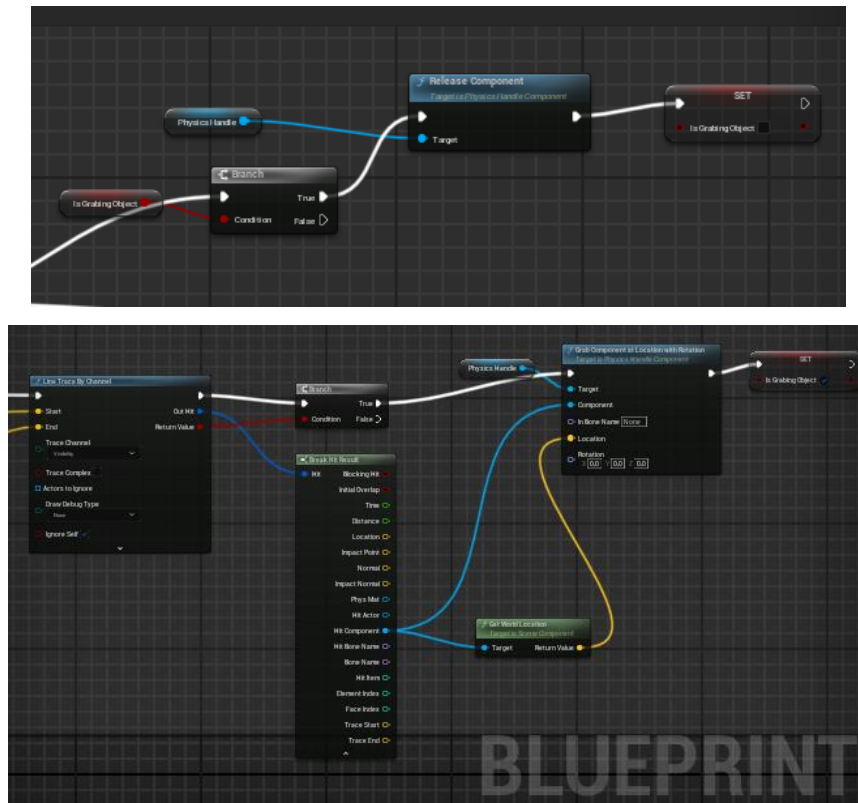 Release Component
Target is Physics Handle Component
Target
Physics Handle
SET
Is Grabing Object
Branch
True
Is Grabing Object
Condition
False
Line Trace By Channel
Start
Out Hit
End
Return Value
Trace Channel
Visibility
Trace Complex
Actors to Ignore
Draw Debug Type
None
Ignore Self
Branch
True
Condition
False
Break Hit Result
Hit
Blocking Hit
Initial Overlap
Time
Distance
Location
Impact Point
Normal
Impact Normal
Phys Mat
Hit Actor
Hit Component
Hit Bone Name
Bone Name
Hit Item
Element Index
Face Index
Trace Start
Trace End
Physics Handle
Grab Component at Location with Rotation
Target is Physics Handle Component
Target
Component
In Bone Name None
Location
Rotation
X 0.0 Y 0.0 Z 0.0
Get World Location
Target is Scene Component
Target
Return Value
SET
Is Grabing Object
BLUEPRINT